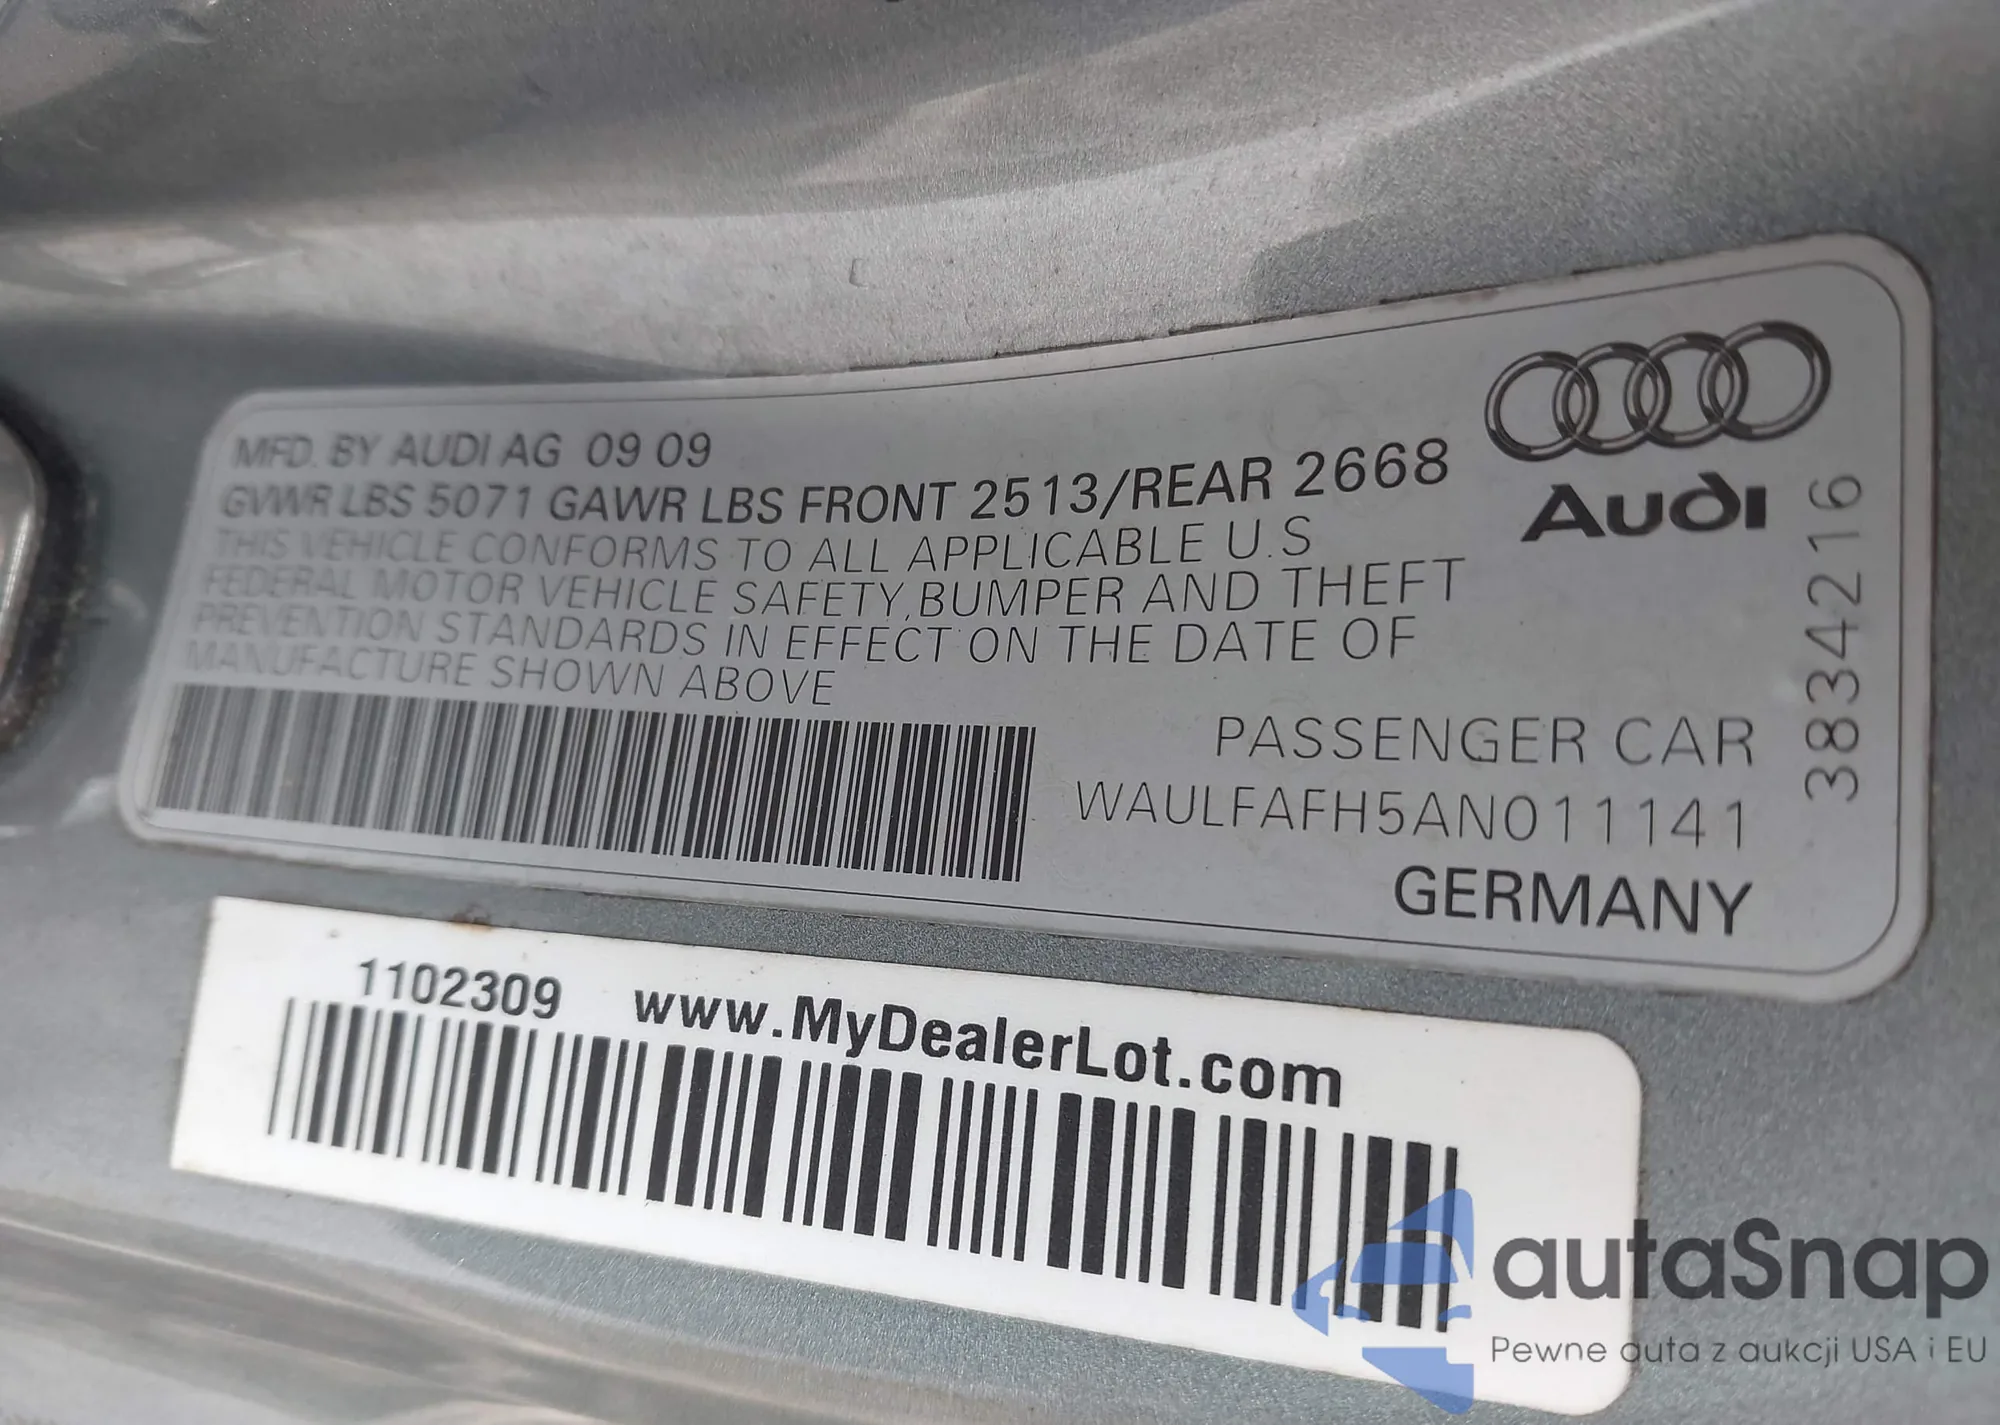 MFD. BY AUDI AG 09 09
GVWR LBS 5071 GAWR LBS FRONT 2513/REAR 2668
THIS VEHICLE CONFORMS TO ALL APPLICABLE U.S
FEDERAL MOTOR VEHICLE SAFETY,BUMPER AND THEFT
PREVENTION STANDARDS IN EFFECT ON THE DATE OF
MANUFACTURE SHOWN ABOVE
Audi
3834216
PASSENGER CAR
WAULFAFH5AN011141
GERMANY
1102309 www.MyDealerLot.com
autaSnap
Pewne auta z aukcji USA i EU